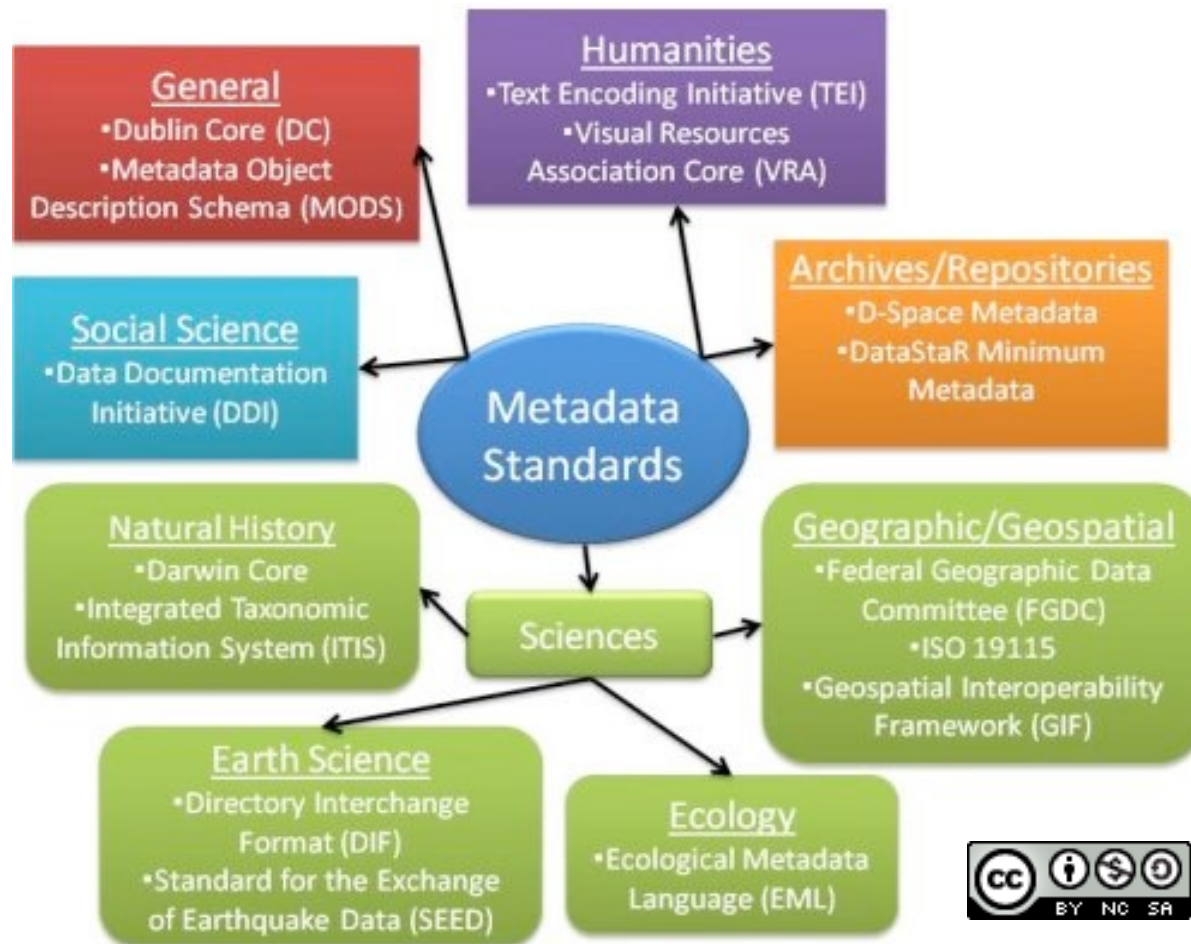 General
•Dublin Core (DC)
•Metadata Object
Description Schema (MODS)
Humanities
•Text Encoding Initiative (TEI)
•Visual Resources
Association Core (VRA)
Social Science
•Data Documentation
Initiative (DDI)
Archives/Repositories
•D-Space Metadata
•DataStaR Minimum
Metadata
Metadata
Standards
Natural History
•Darwin Core
•Integrated Taxonomic
Information System (ITIS)
Sciences
Geographic/Geospatial
•Federal Geographic Data
Committee (FGDC)
•ISO 19115
•Geospatial Interoperability
Framework (GIF)
Earth Science
•Directory Interchange
Format (DIF)
•Standard for the Exchange
of Earthquake Data (SEED)
Ecology
•Ecological Metadata
Language (EML)
cc
BY NC SA